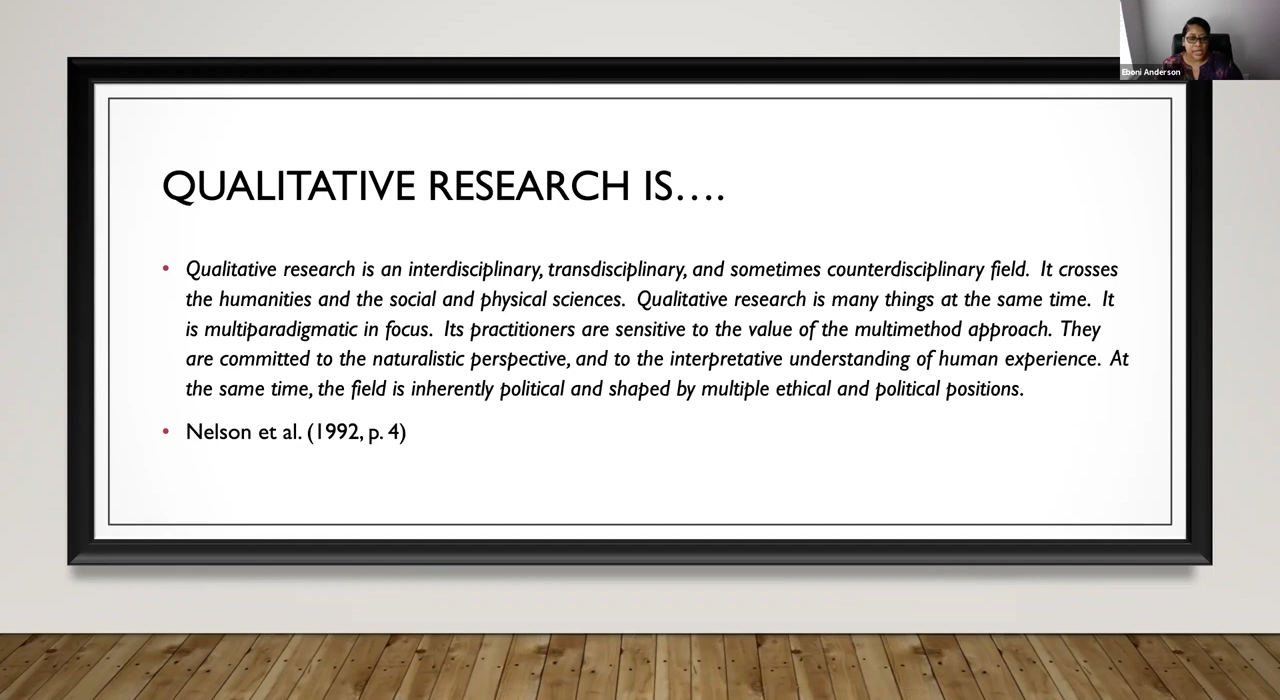 Eboni Anderson
QUALITATIVE RESEARCH IS….
• Qualitative research is an interdisciplinary, transdisciplinary, and sometimes counterdisciplinary field. It crosses
the humanities and the social and physical sciences. Qualitative research is many things at the same time. It
is multiparadigmatic in focus. Its practitioners are sensitive to the value of the multimethod approach. They
are committed to the naturalistic perspective, and to the interpretative understanding of human experience. At
the same time, the field is inherently political and shaped by multiple ethical and political positions.
• Nelson et al. (1992, p. 4)